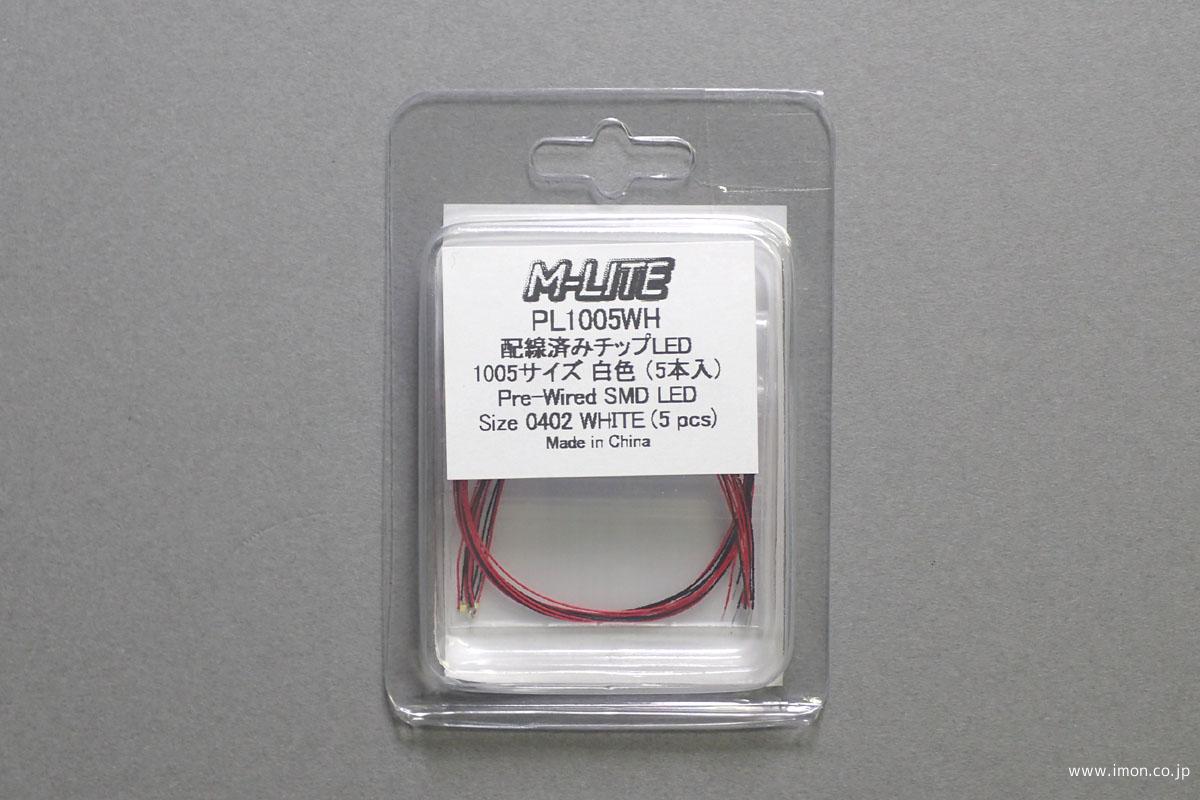 M-LITE
PL1005WH
配線済みチップLED
1005サイズ 白色 (5本入)
Pre-Wired SMD LED
Size 0402 WHITE (5 pcs)
Made in China
www.imon.co.jp